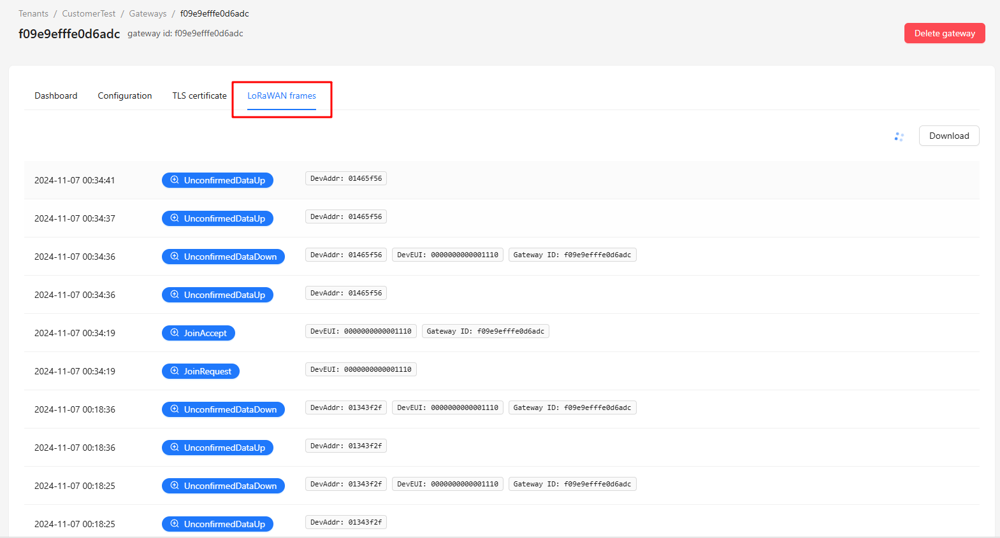 Tenants / CustomerTest / Gateways / f09e9efffe0d6adc
f09e9efffe0d6adc gateway id: f09e9efffe0d6adc
Delete gateway
Dashboard Configuration TLS certificate LoRaWAN frames
Download
2024-11-07 00:34:41 UnconfirmedDataUp DevAddr: 01465f56
2024-11-07 00:34:37 UnconfirmedDataUp DevAddr: 01465f56
2024-11-07 00:34:36 UnconfirmedDataDown DevAddr: 01465f56 DevEUI: 0000000000001110 Gateway ID: f09e9efffe0d6adc
2024-11-07 00:34:36 UnconfirmedDataUp DevAddr: 01465f56
2024-11-07 00:34:19 JoinAccept DevEUI: 0000000000001110 Gateway ID: f09e9efffe0d6adc
2024-11-07 00:34:19 JoinRequest DevEUI: 0000000000001110
2024-11-07 00:18:36 UnconfirmedDataDown DevAddr: 01343f2f DevEUI: 0000000000001110 Gateway ID: f09e9efffe0d6adc
2024-11-07 00:18:36 UnconfirmedDataUp DevAddr: 01343f2f
2024-11-07 00:18:25 UnconfirmedDataDown DevAddr: 01343f2f DevEUI: 0000000000001110 Gateway ID: f09e9efffe0d6adc
2024-11-07 00:18:25 UnconfirmedDataUp DevAddr: 01343f2f